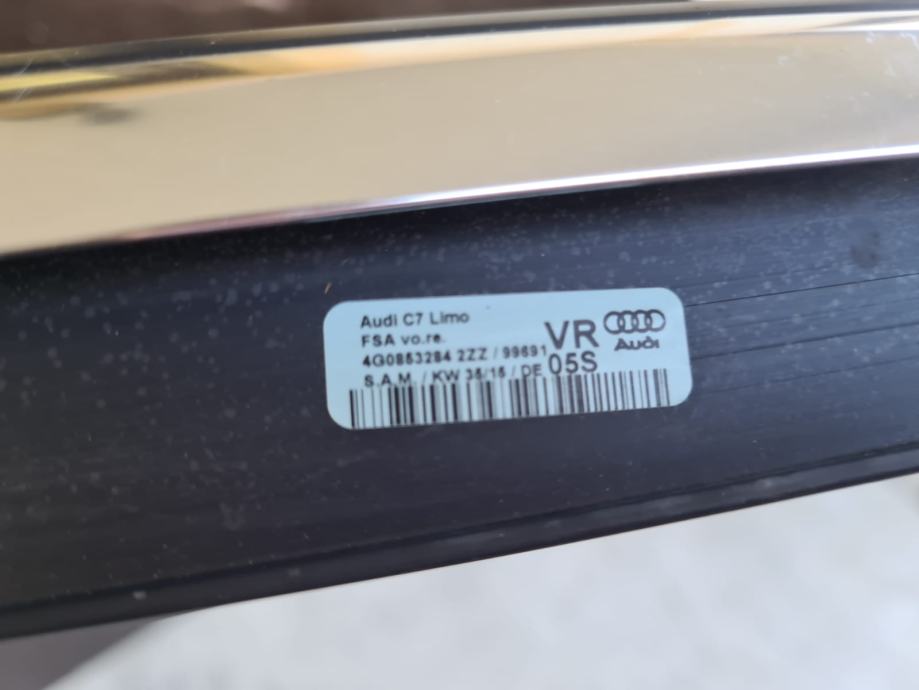 Audi C7 Limo
FSA vo.re.
4G0853284 2ZZ / 99691
S.A.M. / KW 35/15 / DE
VR
05S
Audi